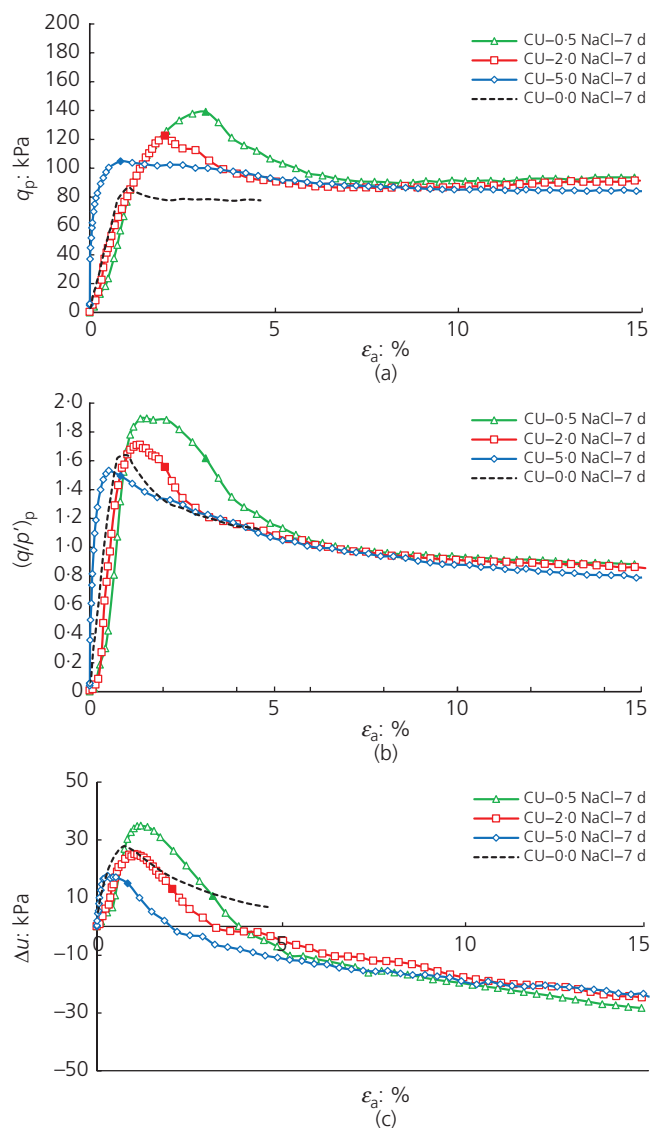 200
180
160
140
120
100
80
60
40
20
0
qp: kPa
CU–0·5 NaCl–7 d
CU–2·0 NaCl–7 d
CU–5·0 NaCl–7 d
CU–0·0 NaCl–7 d
0 5 10 15
εa: %
(a)
2·0
1·8
1·6
1·4
1·2
1·0
0·8
0·6
0·4
0·2
0
(q/p′)p
CU–0·5 NaCl–7 d
CU–2·0 NaCl–7 d
CU–5·0 NaCl–7 d
CU–0·0 NaCl–7 d
0 5 10 15
εa: %
(b)
50
30
10
−10
−30
−50
Δu: kPa
CU–0·5 NaCl–7 d
CU–2·0 NaCl–7 d
CU–5·0 NaCl–7 d
CU–0·0 NaCl–7 d
0 5 10 15
εa: %
(c)